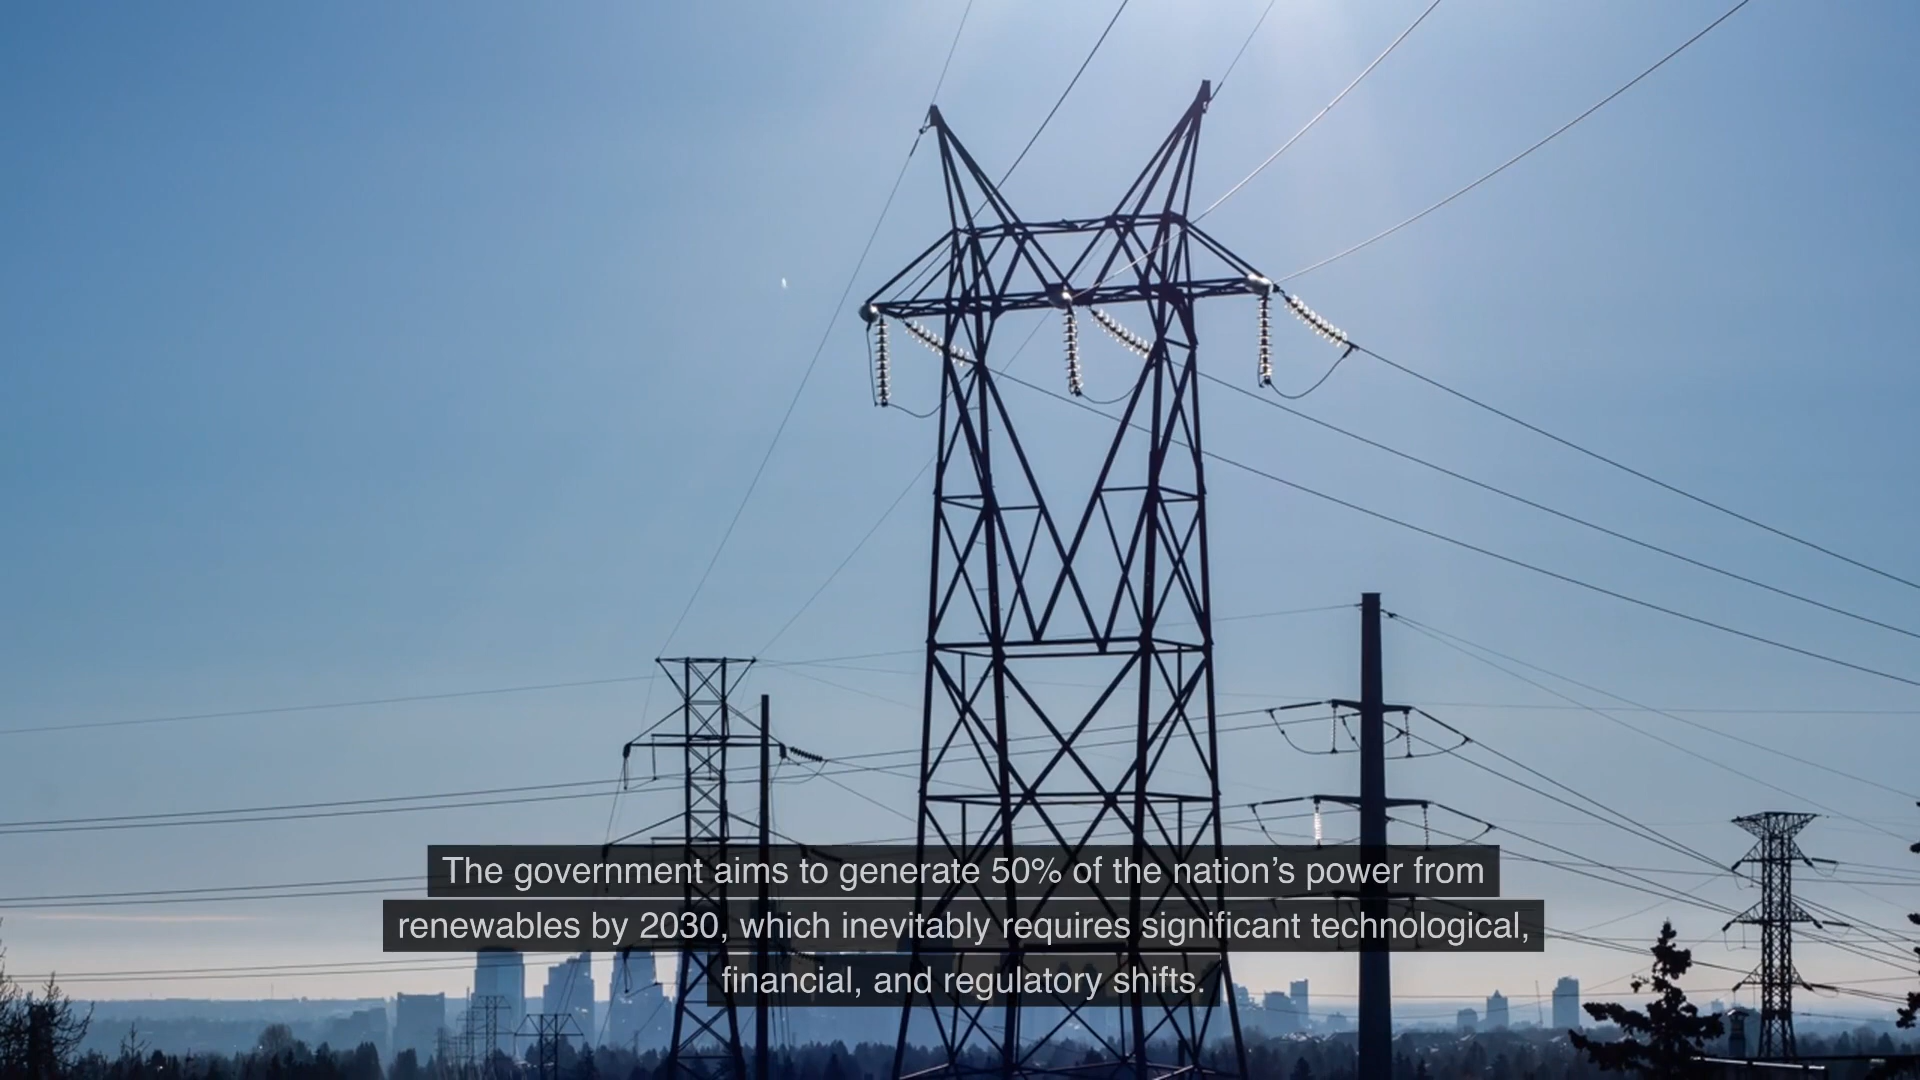 The government aims to generate 50% of the nation’s power from
renewables by 2030, which inevitably requires significant technological,
financial, and regulatory shifts.